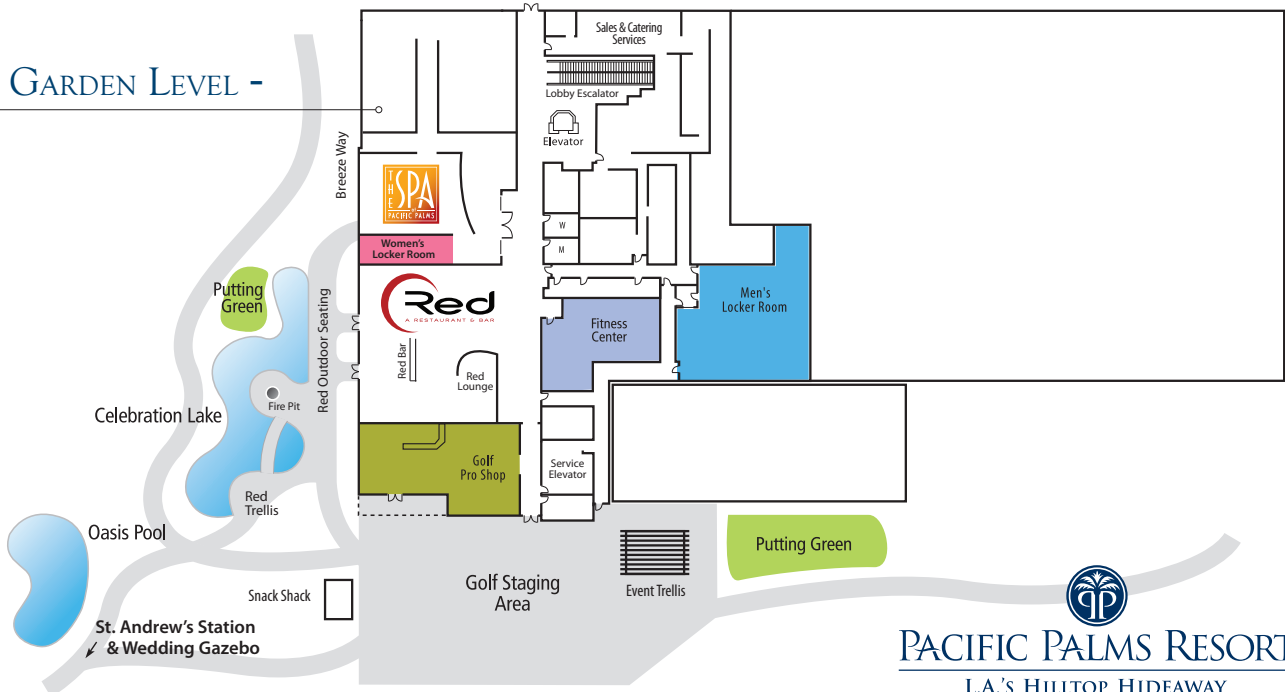 GARDEN LEVEL -
Sales & Catering
Services
Lobby Escalator
Elevator
Breeze Way
THE
SPA
AT
PACIFIC PALMS
W
M
Women's
Locker Room
Putting
Green
Red Outdoor Seating
Red
A RESTAURANT & BAR
Red Bar
Red
Lounge
Fitness
Center
Men's
Locker Room
Fire Pit
Celebration Lake
Golf
Pro Shop
Service
Elevator
Red
Trellis
Oasis Pool
Putting Green
Golf Staging
Area
Event Trellis
Snack Shack
St. Andrew's Station
& Wedding Gazebo
PP
PACIFIC PALMS RESORT
L.A.'S HILLTOP HIDEAWAY